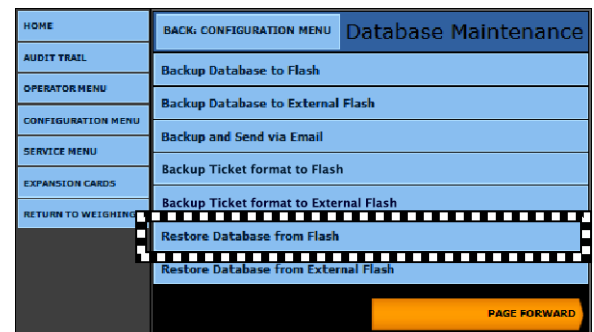 HOME
AUDIT TRAIL
OPERATOR MENU
CONFIGURATION MENU
SERVICE MENU
EXPANSION CARDS
RETURN TO WEIGHING
BACK: CONFIGURATION MENU
Database Maintenance
Backup Database to Flash
Backup Database to External Flash
Backup and Send via Email
Backup Ticket format to Flash
Backup Ticket format to External Flash
Restore Database from Flash
Restore Database from External Flash
PAGE FORWARD